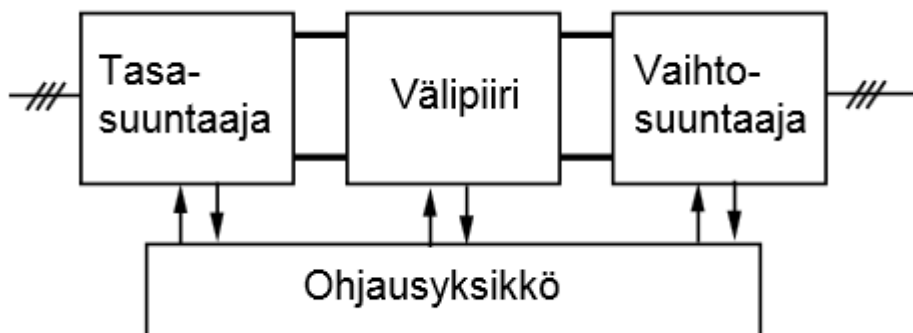 Tasa-
suuntaaja
Välipiiri
Vaihto-
suuntaaja
Ohjausyksikkö